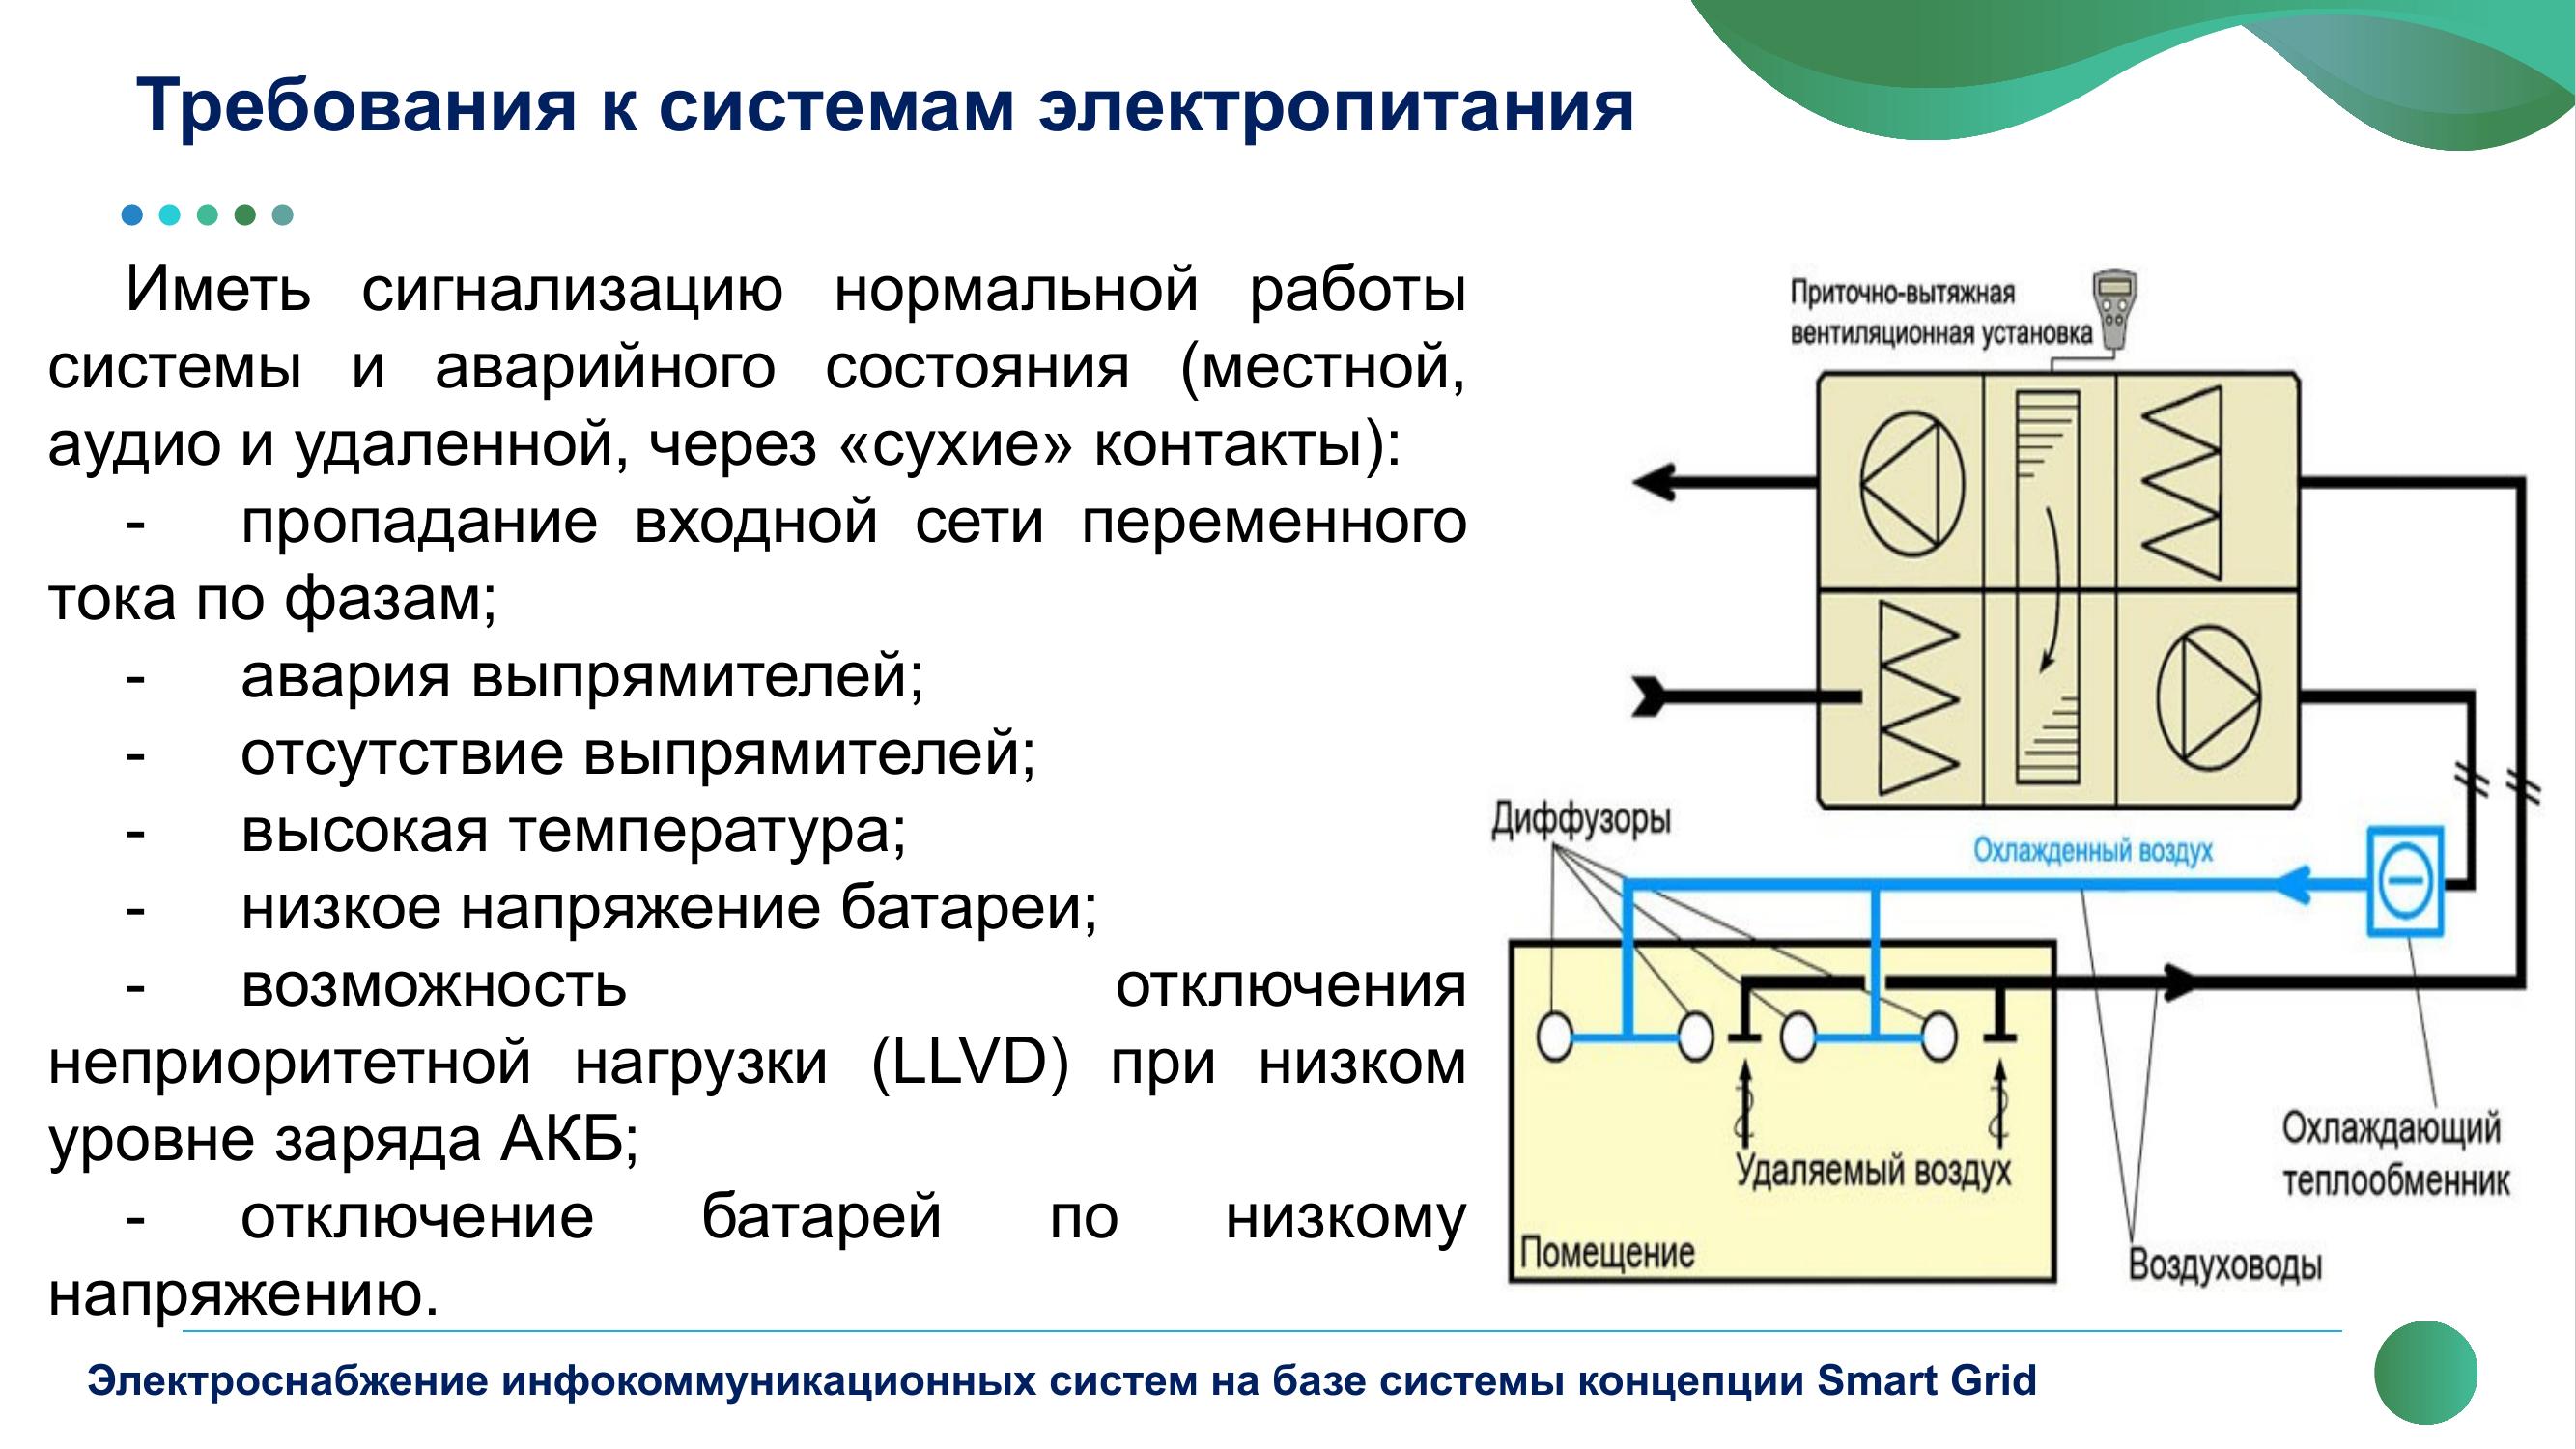 Требования к системам электропитания
Иметь сигнализацию нормальной работы
системы и аварийного состояния (местной,
аудио и удаленной, через «сухие» контакты):
- пропадание входной сети переменного
тока по фазам;
- авария выпрямителей;
- отсутствие выпрямителей;
- высокая температура;
- низкое напряжение батареи;
- возможность отключения
неприоритетной нагрузки (LLVD) при низком
уровне заряда АКБ;
- отключение батарей по низкому
напряжению.
Приточно-вытяжная
вентиляционная установка
Диффузоры
Охлажденный воздух
Удаляемый воздух
Помещение
Охлаждающий
теплообменник
Воздуховоды
Электроснабжение инфокоммуникационных систем на базе системы концепции Smart Grid